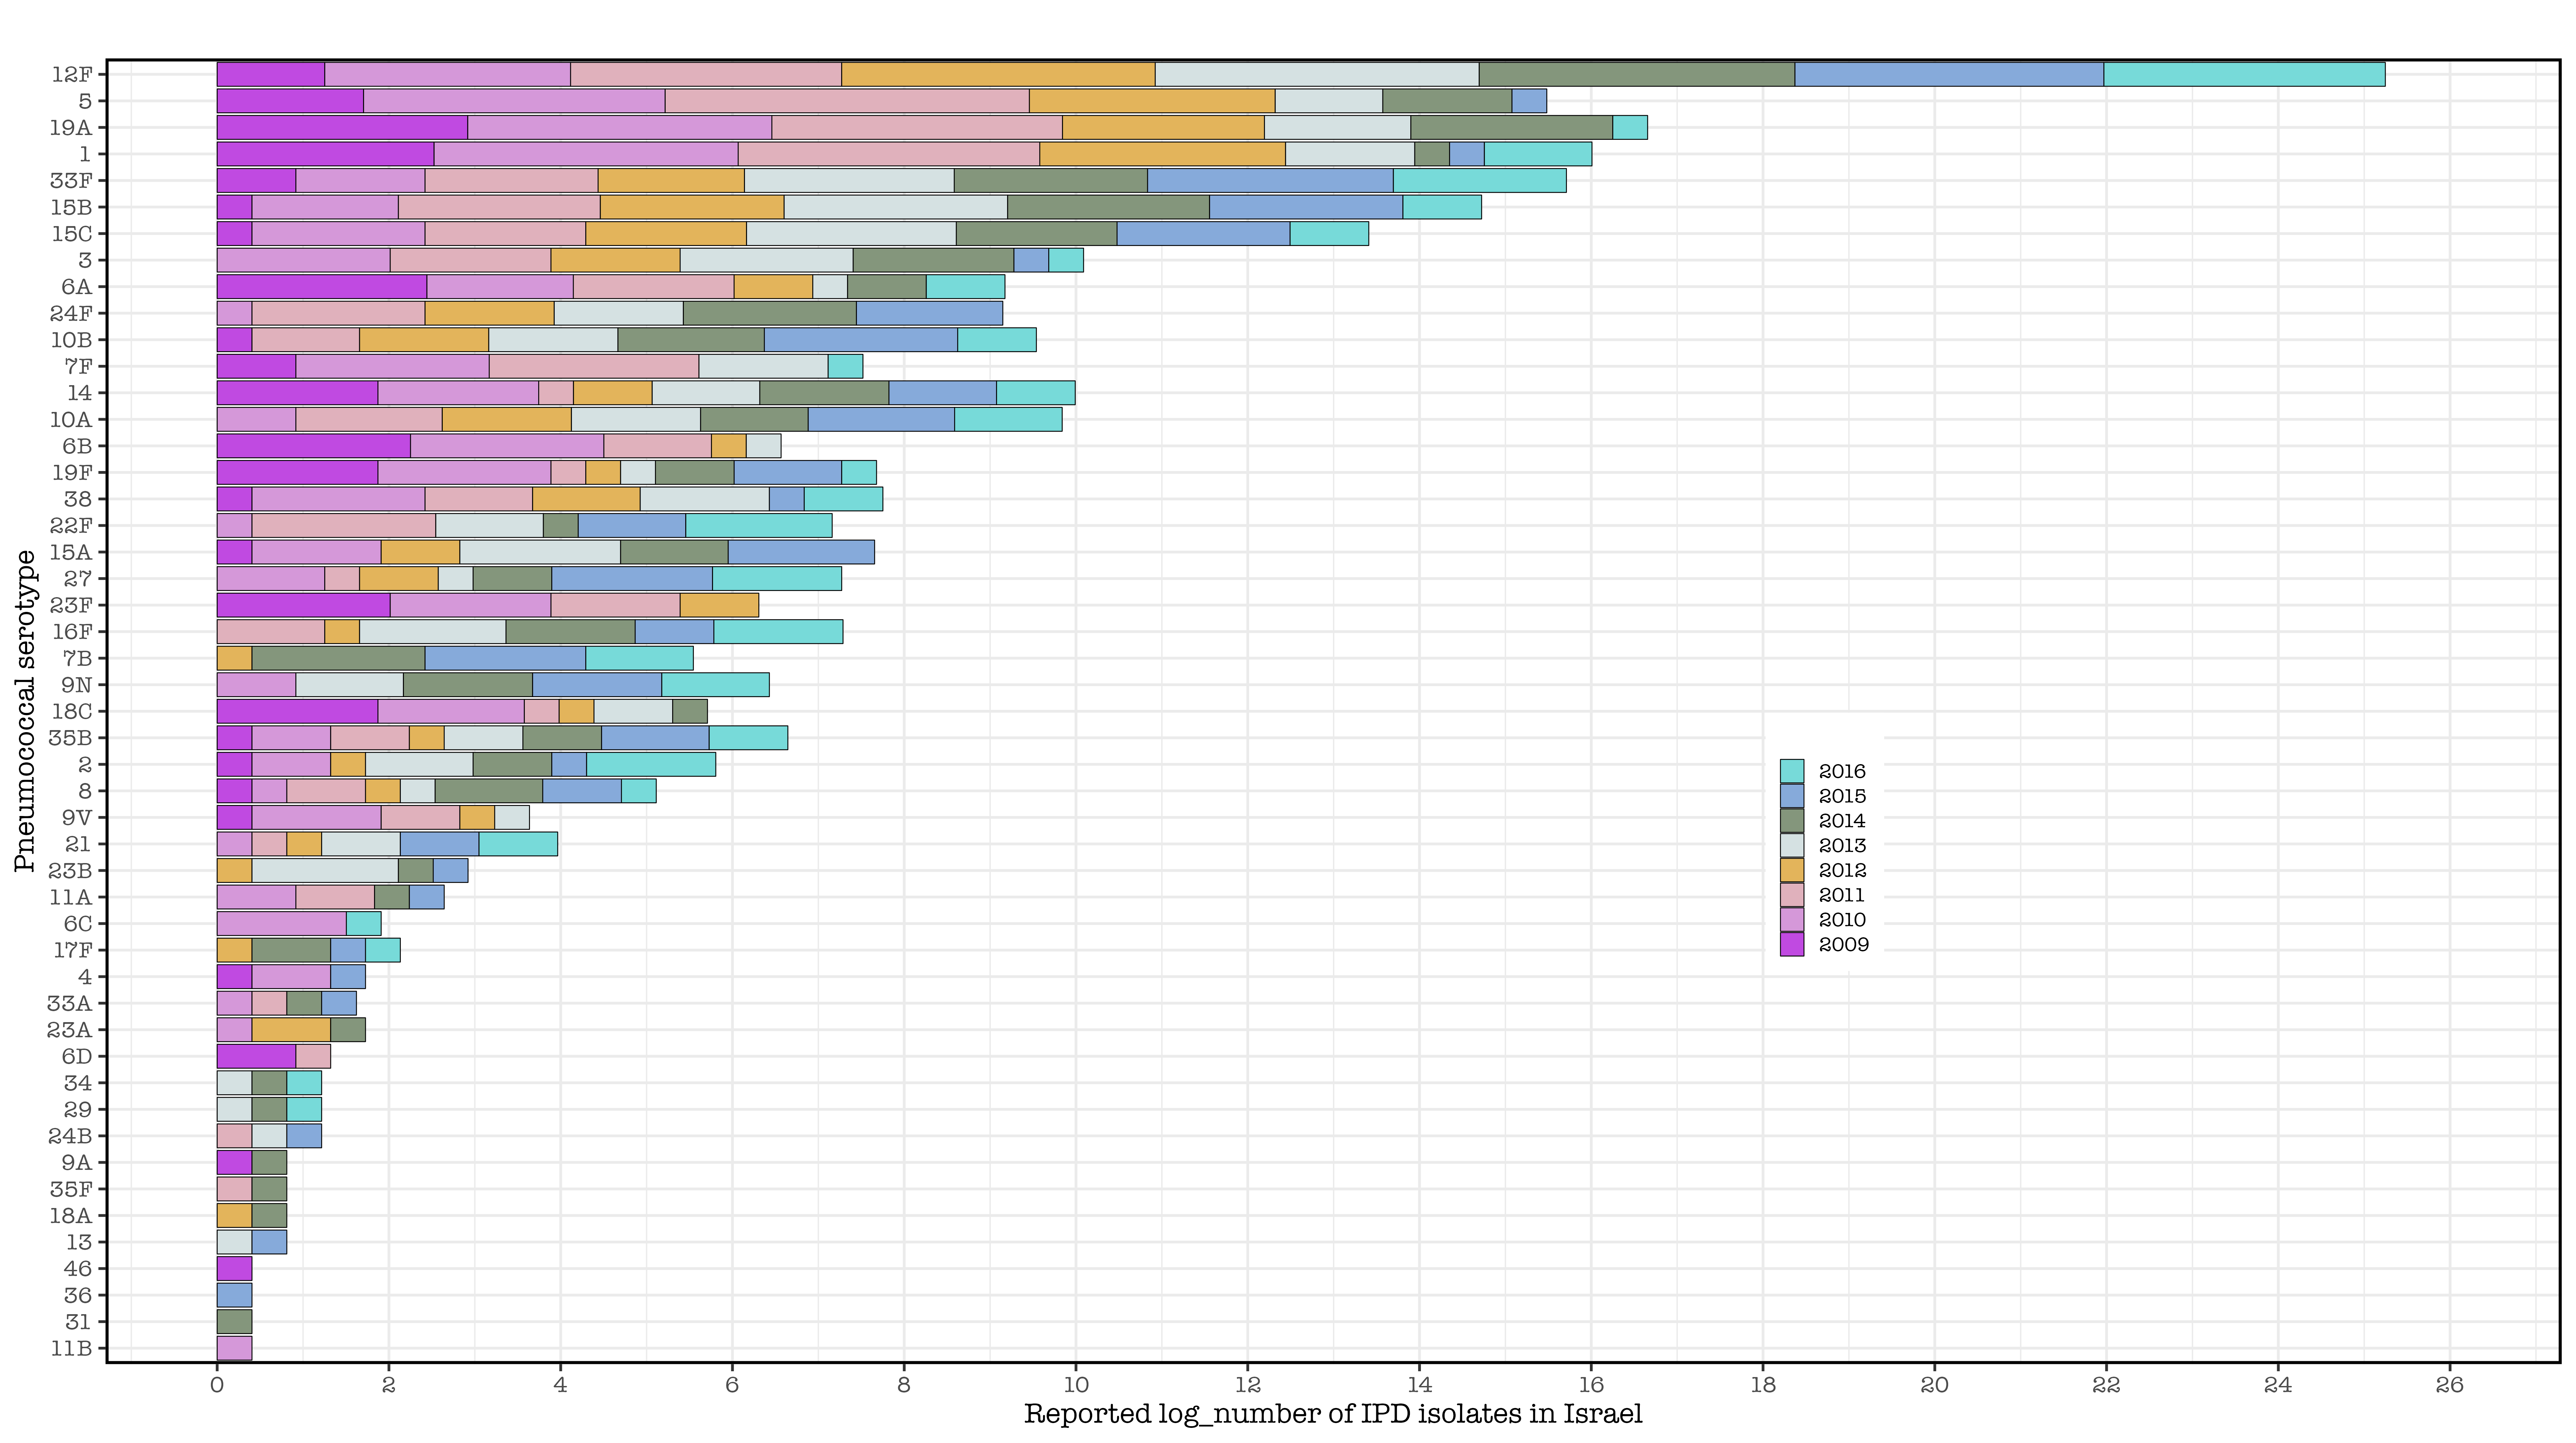 Pneumococcal serotype
12F
5
19A
1
33F
15B
15C
3
6A
24F
10B
7F
14
10A
6B
19F
38
22F
15A
27
23F
16F
7B
9N
18C
35B
2
8
9V
21
23B
11A
6C
17F
4
33A
23A
6D
34
29
24B
9A
35F
18A
13
46
36
31
11B
2016
2015
2014
2013
2012
2011
2010
2009
0 2 4 6 8 10 12 14 16 18 20 22 24 26
Reported log_number of IPD isolates in Israel